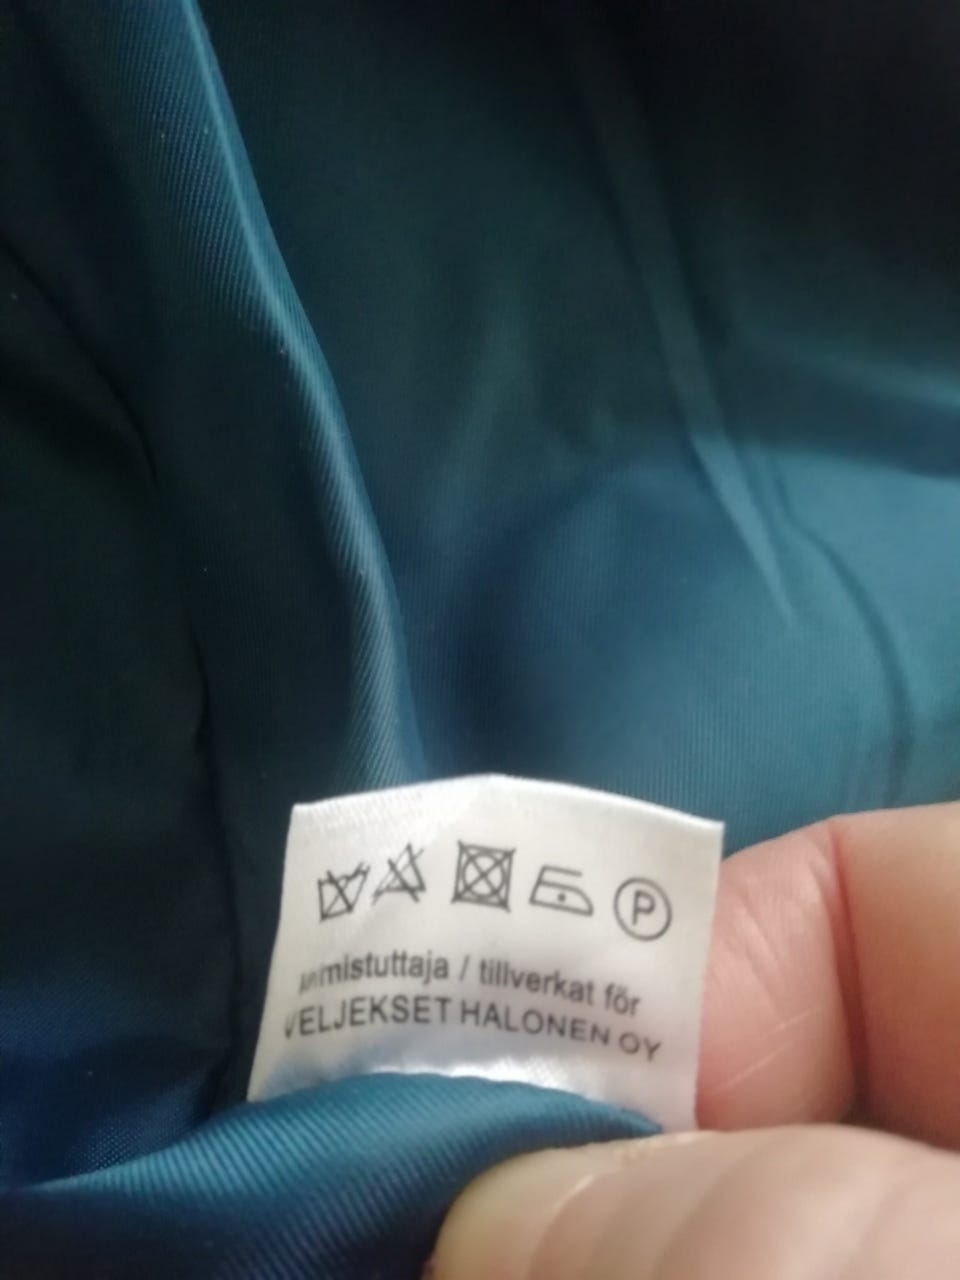 P
tillverkat för
VELJEKSET HALONEN OY